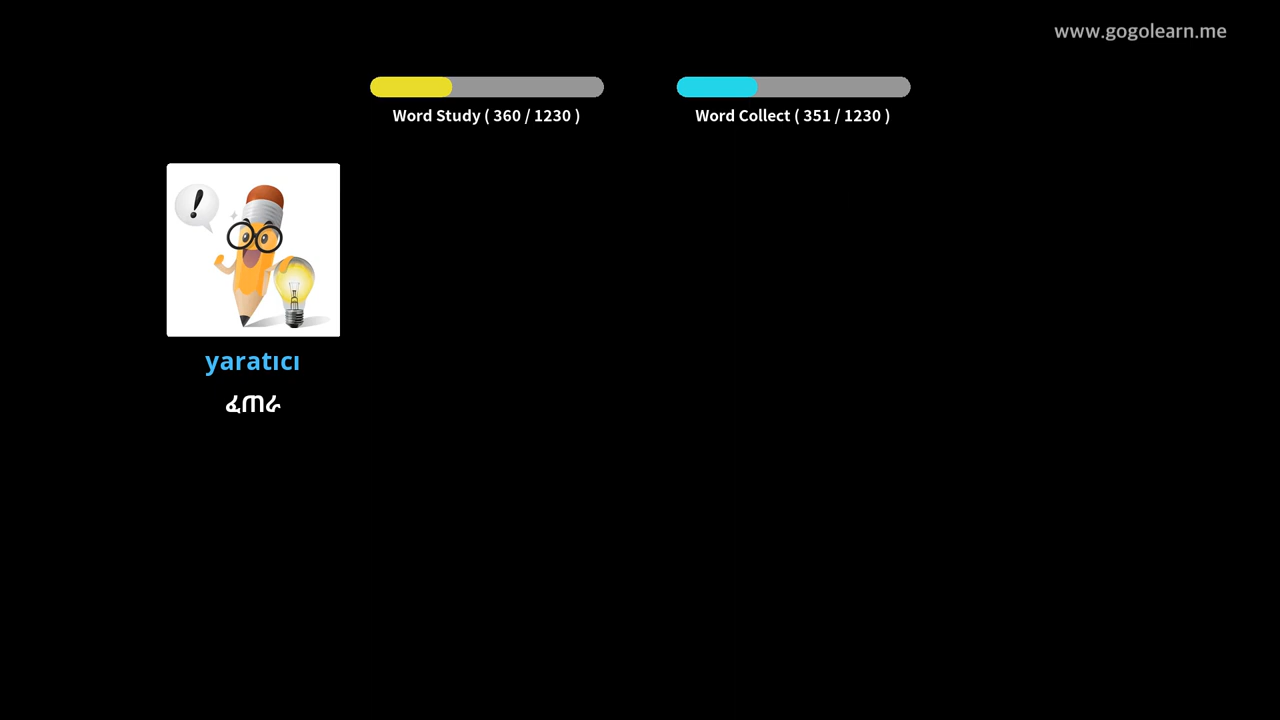 www.gogolearn.me
Word Study ( 360 / 1230 )
Word Collect ( 351 / 1230 )
!
yaratıcı
ፈጠራ